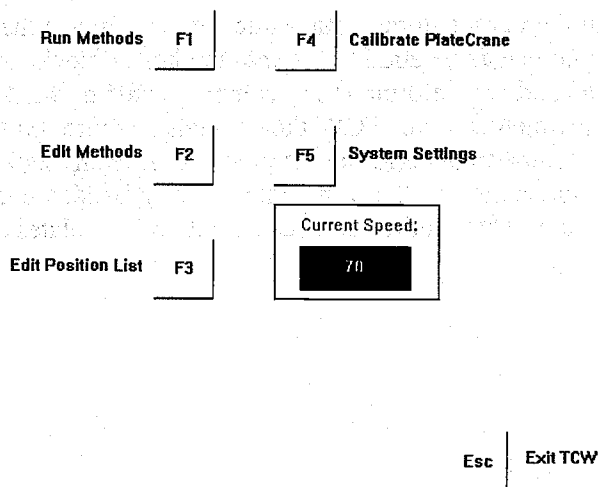 Run Methods F1 F4 Calibrate PlateCrane
Edit Methods F2 F5 System Settings
Current Speed:
70
Edit Position List F3
Esc Exit TCW